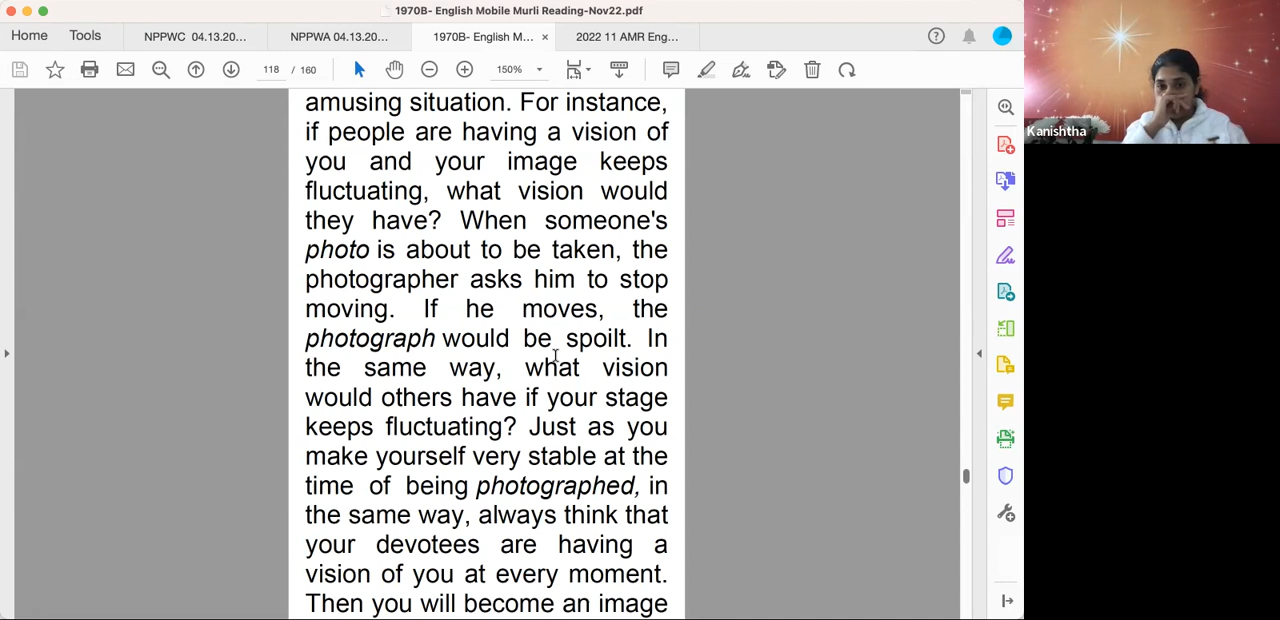 1970B- English Mobile Murli Reading-Nov22.pdf
Home Tools NPPWC 04.13.20... NPPWA 04.13.20... 1970B- English M... × 2022 11 AMR Eng...
118 / 160 150%
amusing situation. For instance,
if people are having a vision of
you and your image keeps
fluctuating, what vision would
they have? When someone's
photo is about to be taken, the
photographer asks him to stop
moving. If he moves, the
photograph would be spoilt. In
the same way, what vision
would others have if your stage
keeps fluctuating? Just as you
make yourself very stable at the
time of being photographed, in
the same way, always think that
your devotees are having a
vision of you at every moment.
Then you will become an image
Kanishtha